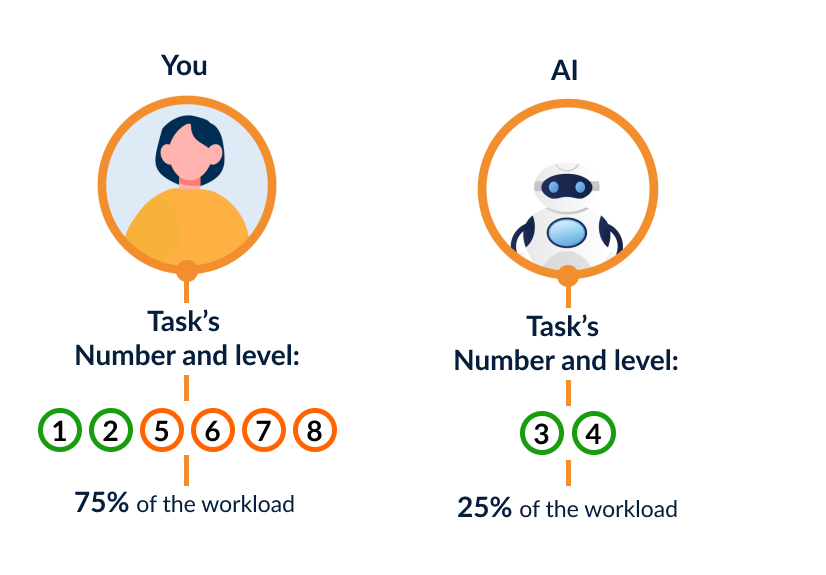 You
Task’s
Number and level:
1 2 5 6 7 8
75% of the workload
AI
Task’s
Number and level:
3 4
25% of the workload